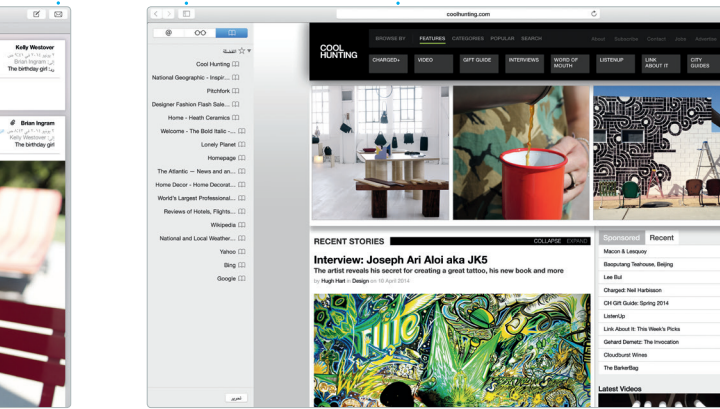 Kelly Westover
Brian Ingram
The birthday girl
Brian Ingram
Kelly Westover
The birthday girl
coolhunting.com
المفضلة
Cool Hunting
National Geographic - Inspir...
Pitchfork
Designer Fashion Flash Sale...
Home - Heath Ceramics
Welcome - The Bold Italic -...
Lonely Planet
Homepage
The Atlantic — News and an...
Home Decor - Home Decorat...
World's Largest Professional...
Reviews of Hotels, Flights...
Wikipedia
National and Local Weather...
Yahoo
Bing
Google
تحرير
COOL
HUNTING
BROWSE BY FEATURES CATEGORIES POPULAR SEARCH
About Subscribe Contact Jobs Advertise
CHARGED+ VIDEO GIFT GUIDE INTERVIEWS WORD OF MOUTH LISTENUP LINK ABOUT IT CITY GUIDES
RECENT STORIES COLLAPSE EXPAND
Interview: Joseph Ari Aloi aka JK5
The artist reveals his secret for creating a great tattoo, his new book and more
by Hugh Hart in Design on 16 April 2014
Sponsored Recent
Macon & Lesquoy
Baoputang Teahouse, Beijing
Lee Bul
Charged: Neil Harbisson
CH Gift Guide: Spring 2014
ListenUp
Link About It: This Week's Picks
Gehard Demetz: The Invocation
Cloudburst Wines
The BarkerBag
Latest Videos